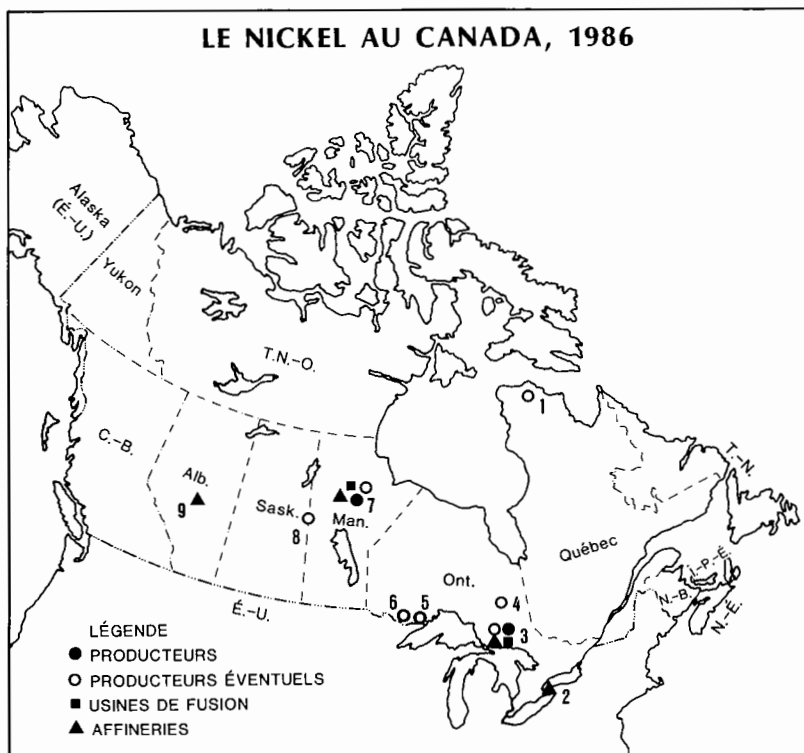 LE NICKEL AU CANADA, 1986
Alaska
(É.-U.)
Yukon
T.N.-O.
1
C.-B.
Alb.
9
Sask.
8
7
Man.
T.-N.
Québec
Î.-P.-É.
N.-B.
N.-É.
Ont.
4
6
5
3
É.-U.
2
LÉGENDE
PRODUCTEURS
PRODUCTEURS ÉVENTUELS
USINES DE FUSION
AFFINERIES